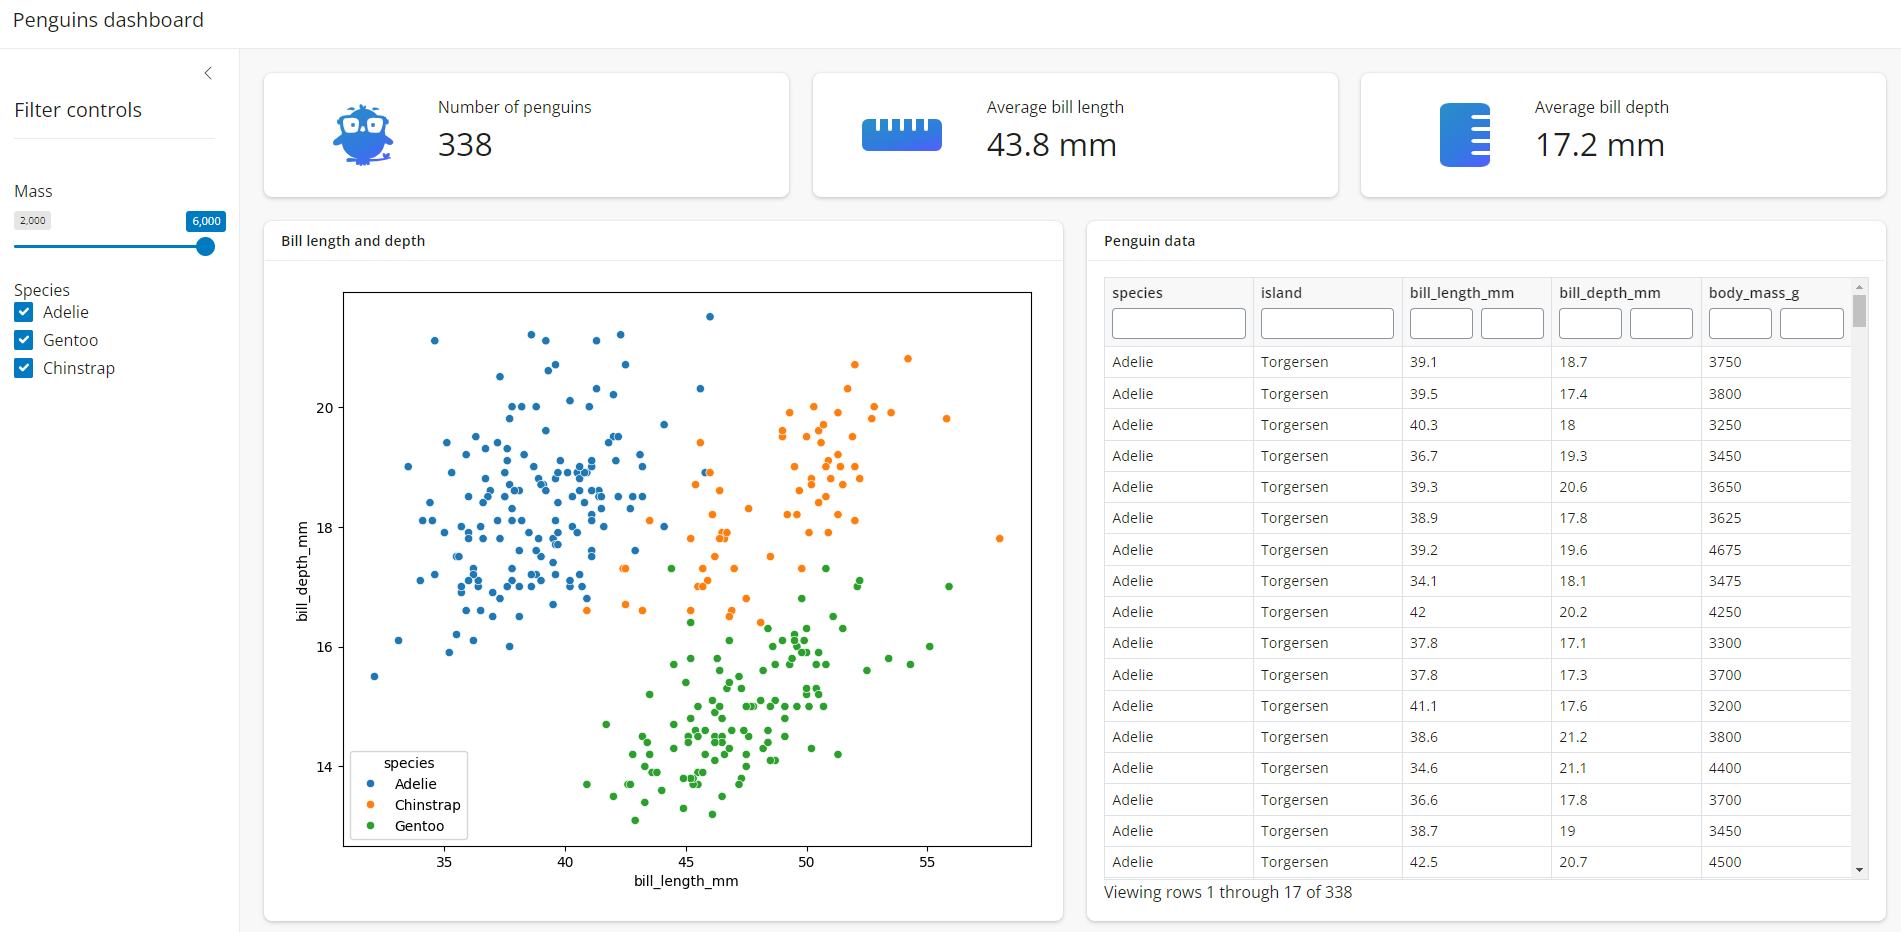 Penguins dashboard
Filter controls
Mass
2,000 6,000
Species
Adelie
Gentoo
Chinstrap
Number of penguins
338
Average bill length
43.8 mm
Average bill depth
17.2 mm
Bill length and depth
bill_depth_mm
20
18
16
14
species
Adelie
Chinstrap
Gentoo
35 40 45 50 55
bill_length_mm
Penguin data
species island bill_length_mm bill_depth_mm body_mass_g
Adelie Torgersen 39.1 18.7 3750
Adelie Torgersen 39.5 17.4 3800
Adelie Torgersen 40.3 18 3250
Adelie Torgersen 36.7 19.3 3450
Adelie Torgersen 39.3 20.6 3650
Adelie Torgersen 38.9 17.8 3625
Adelie Torgersen 39.2 19.6 4675
Adelie Torgersen 34.1 18.1 3475
Adelie Torgersen 42 20.2 4250
Adelie Torgersen 37.8 17.1 3300
Adelie Torgersen 37.8 17.3 3700
Adelie Torgersen 41.1 17.6 3200
Adelie Torgersen 38.6 21.2 3800
Adelie Torgersen 34.6 21.1 4400
Adelie Torgersen 36.6 17.8 3700
Adelie Torgersen 38.7 19 3450
Adelie Torgersen 42.5 20.7 4500
Viewing rows 1 through 17 of 338